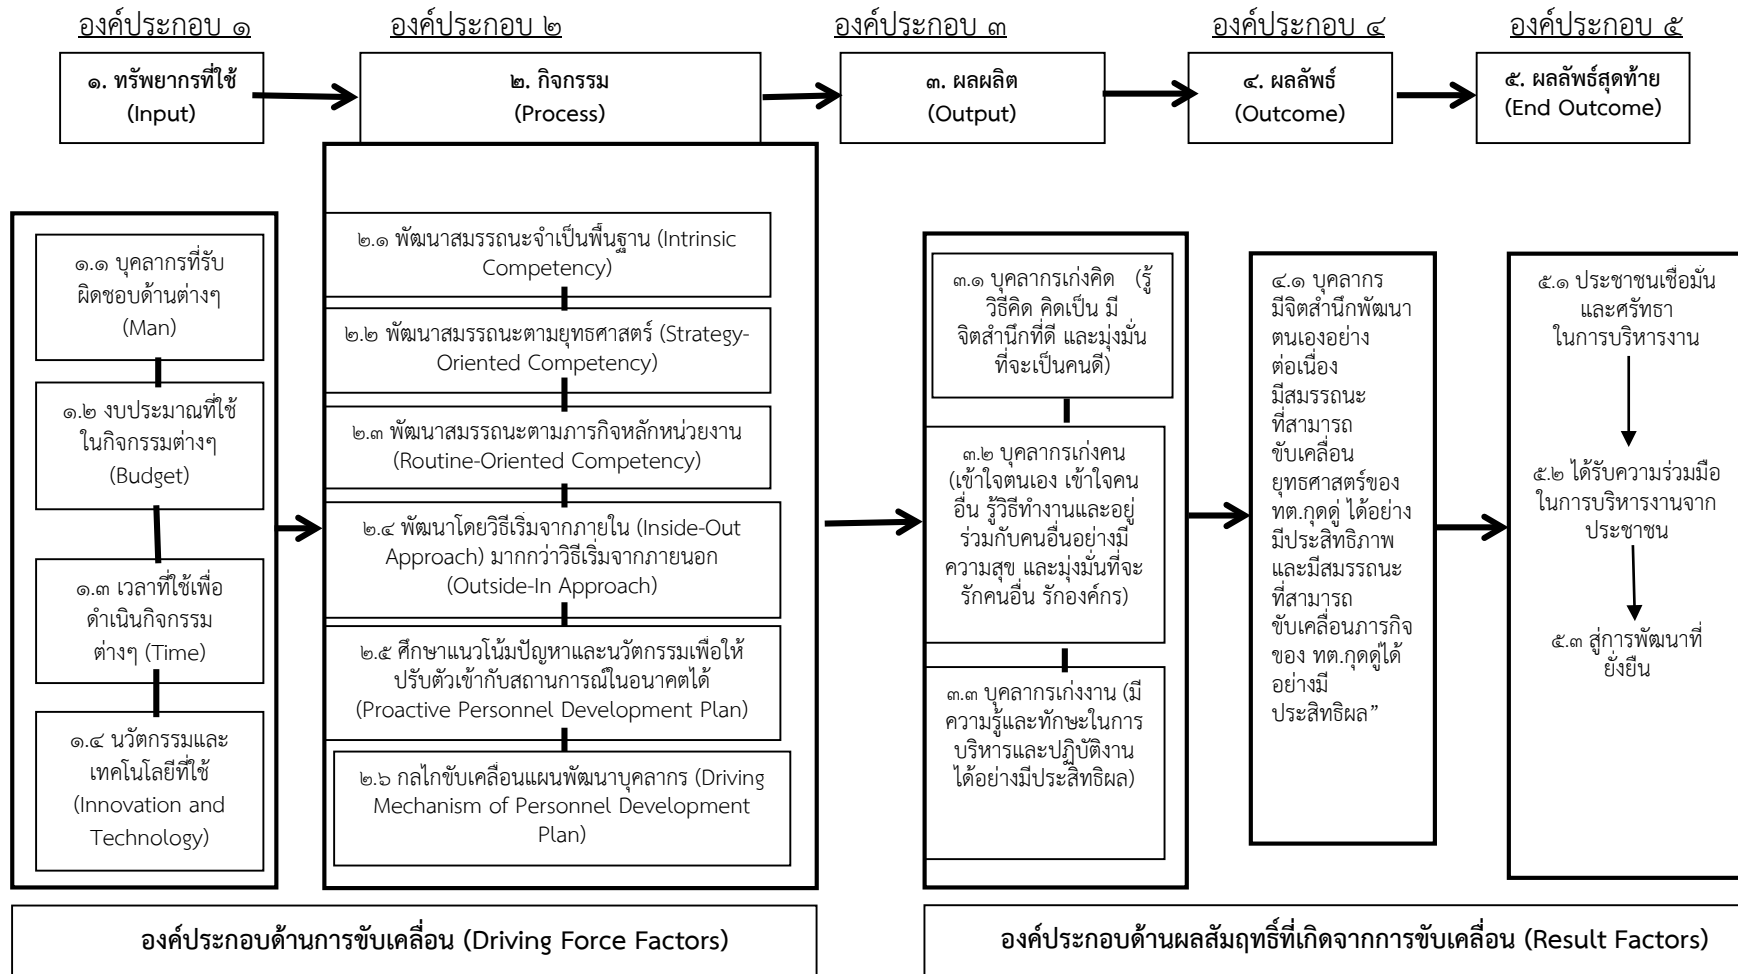 องค์ประกอบ ๑
องค์ประกอบ ๒
องค์ประกอบ ๓
องค์ประกอบ ๔
องค์ประกอบ ๕
๑. ทรัพยากรที่ใช้
(Input)
๒. กิจกรรม
(Process)
๓. ผลผลิต
(Output)
๔. ผลลัพธ์
(Outcome)
๕. ผลลัพธ์สุดท้าย
(End Outcome)
๑.๑ บุคลากรที่รับ
ผิดชอบด้านต่างๆ
(Man)
๑.๒ งบประมาณที่ใช้
ในกิจกรรมต่างๆ
(Budget)
๑.๓ เวลาที่ใช้เพื่อ
ดำเนินกิจกรรม
ต่างๆ (Time)
๑.๔ นวัตกรรมและ
เทคโนโลยีที่ใช้
(Innovation and
Technology)
๒.๑ พัฒนาสมรรถนะจำเป็นพื้นฐาน (Intrinsic
Competency)
๒.๒ พัฒนาสมรรถนะตามยุทธศาสตร์ (Strategy-
Oriented Competency)
๒.๓ พัฒนาสมรรถนะตามภารกิจหลักหน่วยงาน
(Routine-Oriented Competency)
๒.๔ พัฒนาโดยวิธีเริ่มจากภายใน (Inside-Out
Approach) มากกว่าวิธีเริ่มจากภายนอก
(Outside-In Approach)
๒.๕ ศึกษาแนวโน้มปัญหาและนวัตกรรมเพื่อให้
ปรับตัวเข้ากับสถานการณ์ในอนาคตได้
(Proactive Personnel Development Plan)
๒.๖ กลไกขับเคลื่อนแผนพัฒนาบุคลากร (Driving
Mechanism of Personnel Development
Plan)
๓.๑ บุคลากรเก่งคิด (รู้
วิธีคิด คิดเป็น มี
จิตสำนึกที่ดี และมุ่งมั่น
ที่จะเป็นคนดี)
๓.๒ บุคลากรเก่งคน
(เข้าใจตนเอง เข้าใจคน
อื่น รู้วิธีทำงานและอยู่
ร่วมกับคนอื่นอย่างมี
ความสุข และมุ่งมั่นที่จะ
รักคนอื่น รักองค์กร)
๓.๓ บุคลากรเก่งงาน (มี
ความรู้และทักษะในการ
บริหารและปฏิบัติงาน
ได้อย่างมีประสิทธิผล)
๔.๑ บุคลากร
มีจิตสำนึกพัฒนา
ตนเองอย่าง
ต่อเนื่อง
มีสมรรถนะ
ที่สามารถ
ขับเคลื่อน
ยุทธศาสตร์ของ
ทต.กุดดู่ ได้อย่าง
มีประสิทธิภาพ
และมีสมรรถนะ
ที่สามารถ
ขับเคลื่อนภารกิจ
ของ ทต.กุดดู่ได้
อย่างมี
ประสิทธิผล”
๕.๑ ประชาชนเชื่อมั่น
และศรัทธา
ในการบริหารงาน
๕.๒ ได้รับความร่วมมือ
ในการบริหารงานจาก
ประชาชน
๕.๓ สู่การพัฒนาที่
ยั่งยืน
องค์ประกอบด้านการขับเคลื่อน (Driving Force Factors)
องค์ประกอบด้านผลสัมฤทธิ์ที่เกิดจากการขับเคลื่อน (Result Factors)